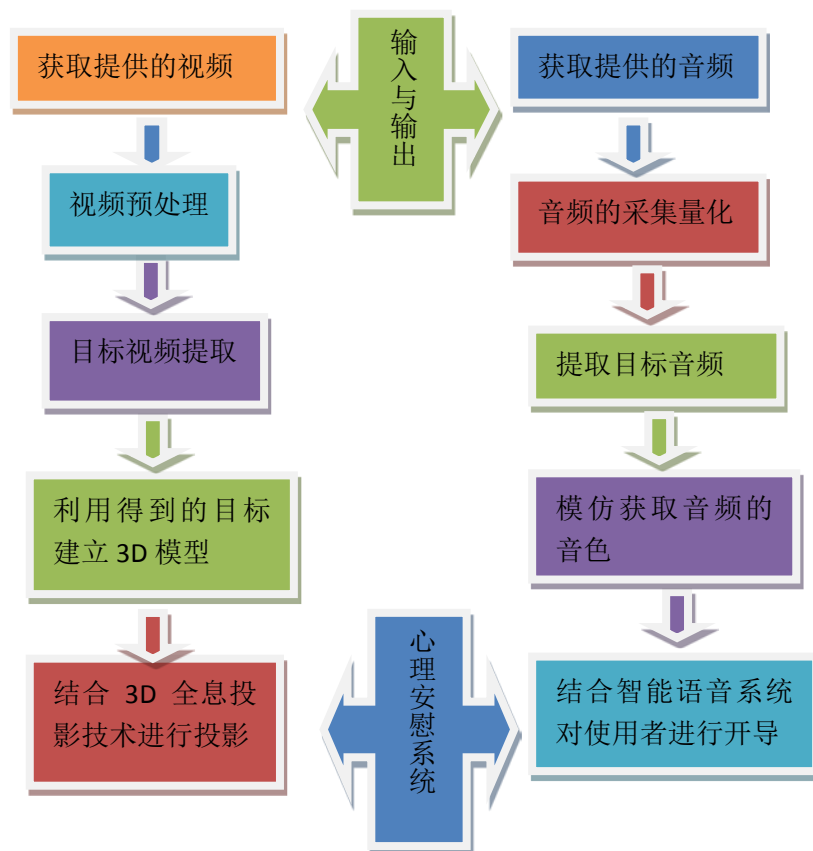 获取提供的视频
输入与输出
获取提供的音频
视频预处理
音频的采集量化
目标视频提取
提取目标音频
利用得到的目标
建立 3D 模型
模仿获取音频的
音色
结合 3D 全息投
影技术进行投影
心理安慰系统
结合智能语音系统
对使用者进行开导